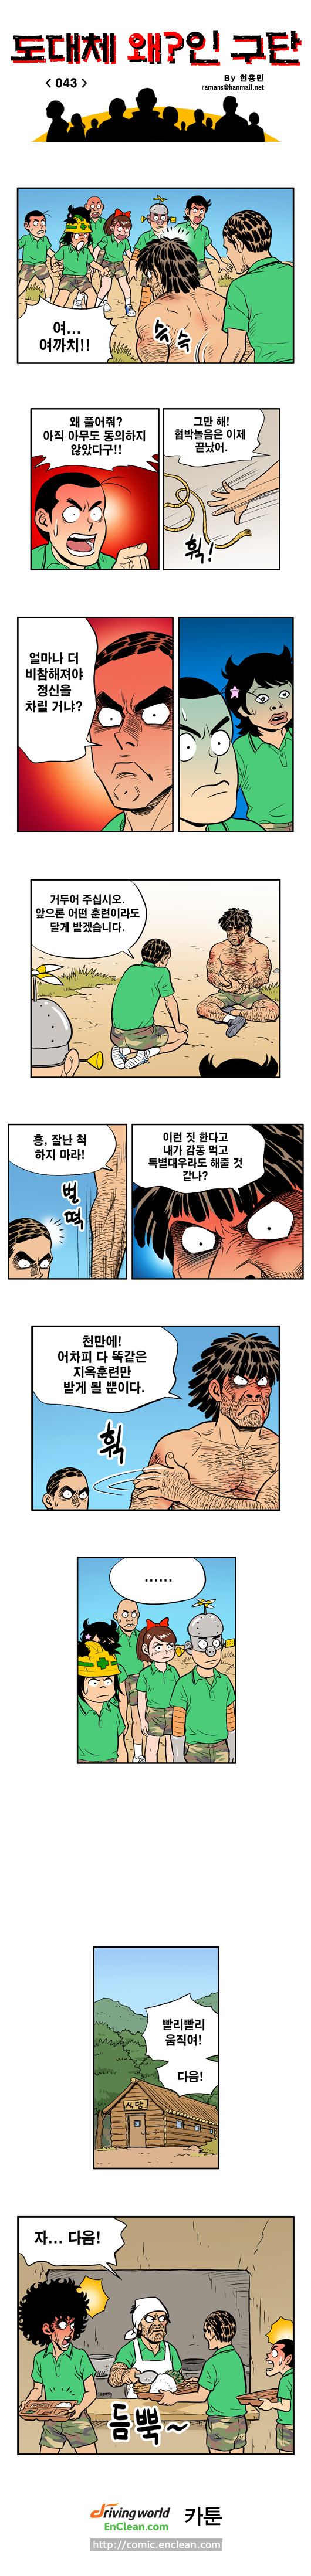 도대체 왜?인 구단
< 043 >
By 현용민
ramans@hanmail.net
여...
여까치!!
슥
슥
왜 풀어줘?
아직 아무도 동의하지
않았다구!!
그만 해!
협박놀음은 이제
끝났어.
휙!
얼마나 더
비참해져야
정신을
차릴 거냐?
거두어 주십시오.
앞으론 어떤 훈련이라도
달게 받겠습니다.
흥, 잘난 척
하지 마라!
벌
떡
이런 짓 한다고
내가 감동 먹고
특별대우라도 해줄 것
같나?
천만에!
어차피 다 똑같은
지옥훈련만
받게 될 뿐이다.
휙
......
빨리빨리
움직여!
다음!
식당
자... 다음!
듬뿍~
driving world
EnClean.com
카툰
http://comic.enclean.com